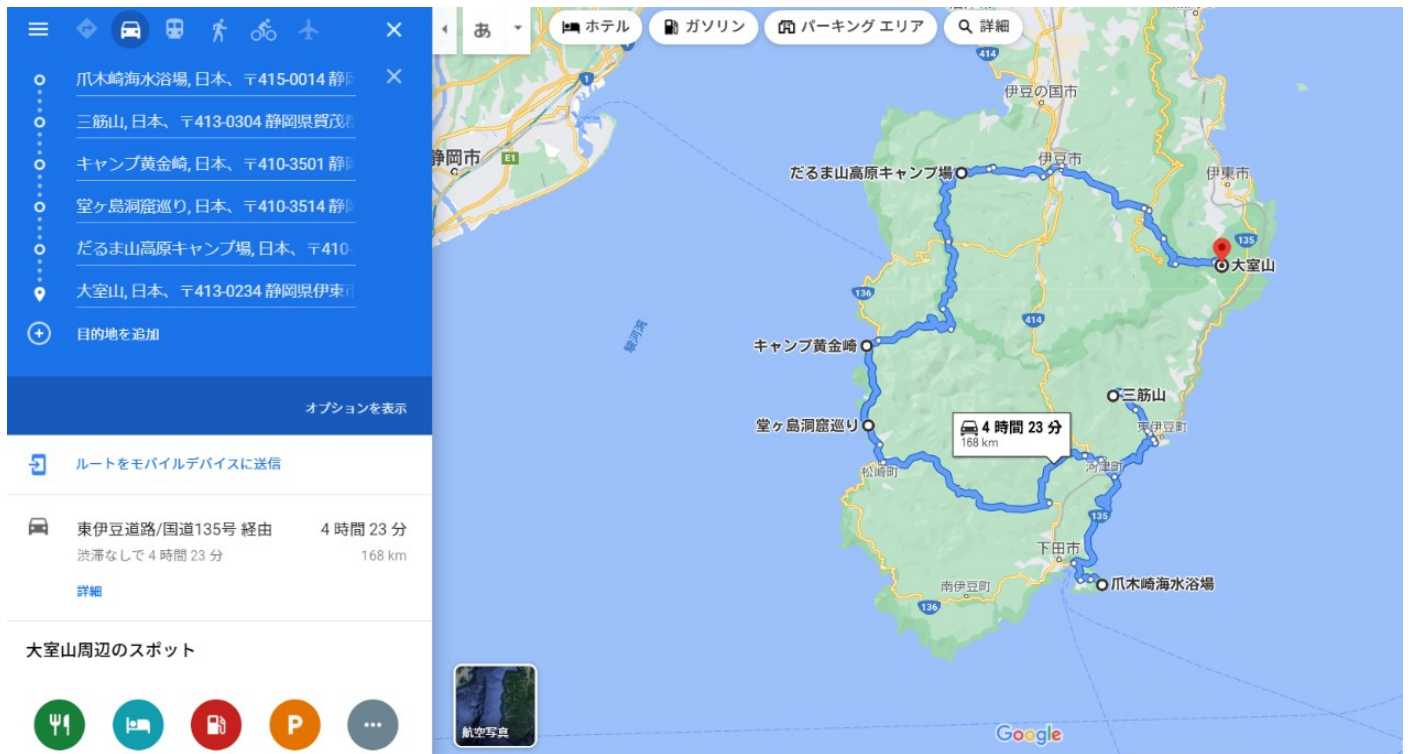 爪木崎海水浴場, 日本、〒415-0014 静岡
三筋山, 日本、〒413-0304 静岡県賀茂郡
キャンプ黄金崎, 日本、〒410-3501 静岡
堂ヶ島洞窟巡り, 日本、〒410-3514 静岡
だるま山高原キャンプ場, 日本、〒410-
大室山, 日本、〒413-0234 静岡県伊東市
目的地を追加
オプションを表示
ルートをモバイルデバイスに送信
東伊豆道路/国道135号 経由 4 時間 23 分
渋滞なしで 4 時間 23 分 168 km
詳細
大室山周辺のスポット
P
あ
ホテル
ガソリン
パーキング エリア
詳細
414
1
伊豆の国市
静岡市
E1
だるま山高原キャンプ場
伊豆市
伊東市
135
大室山
136
駿河湾
414
キャンプ黄金崎
三筋山
堂ヶ島洞窟巡り
4 時間 23 分
168 km
東伊豆町
松崎町
河津町
135
下田市
南伊豆町
爪木崎海水浴場
136
航空写真
Google